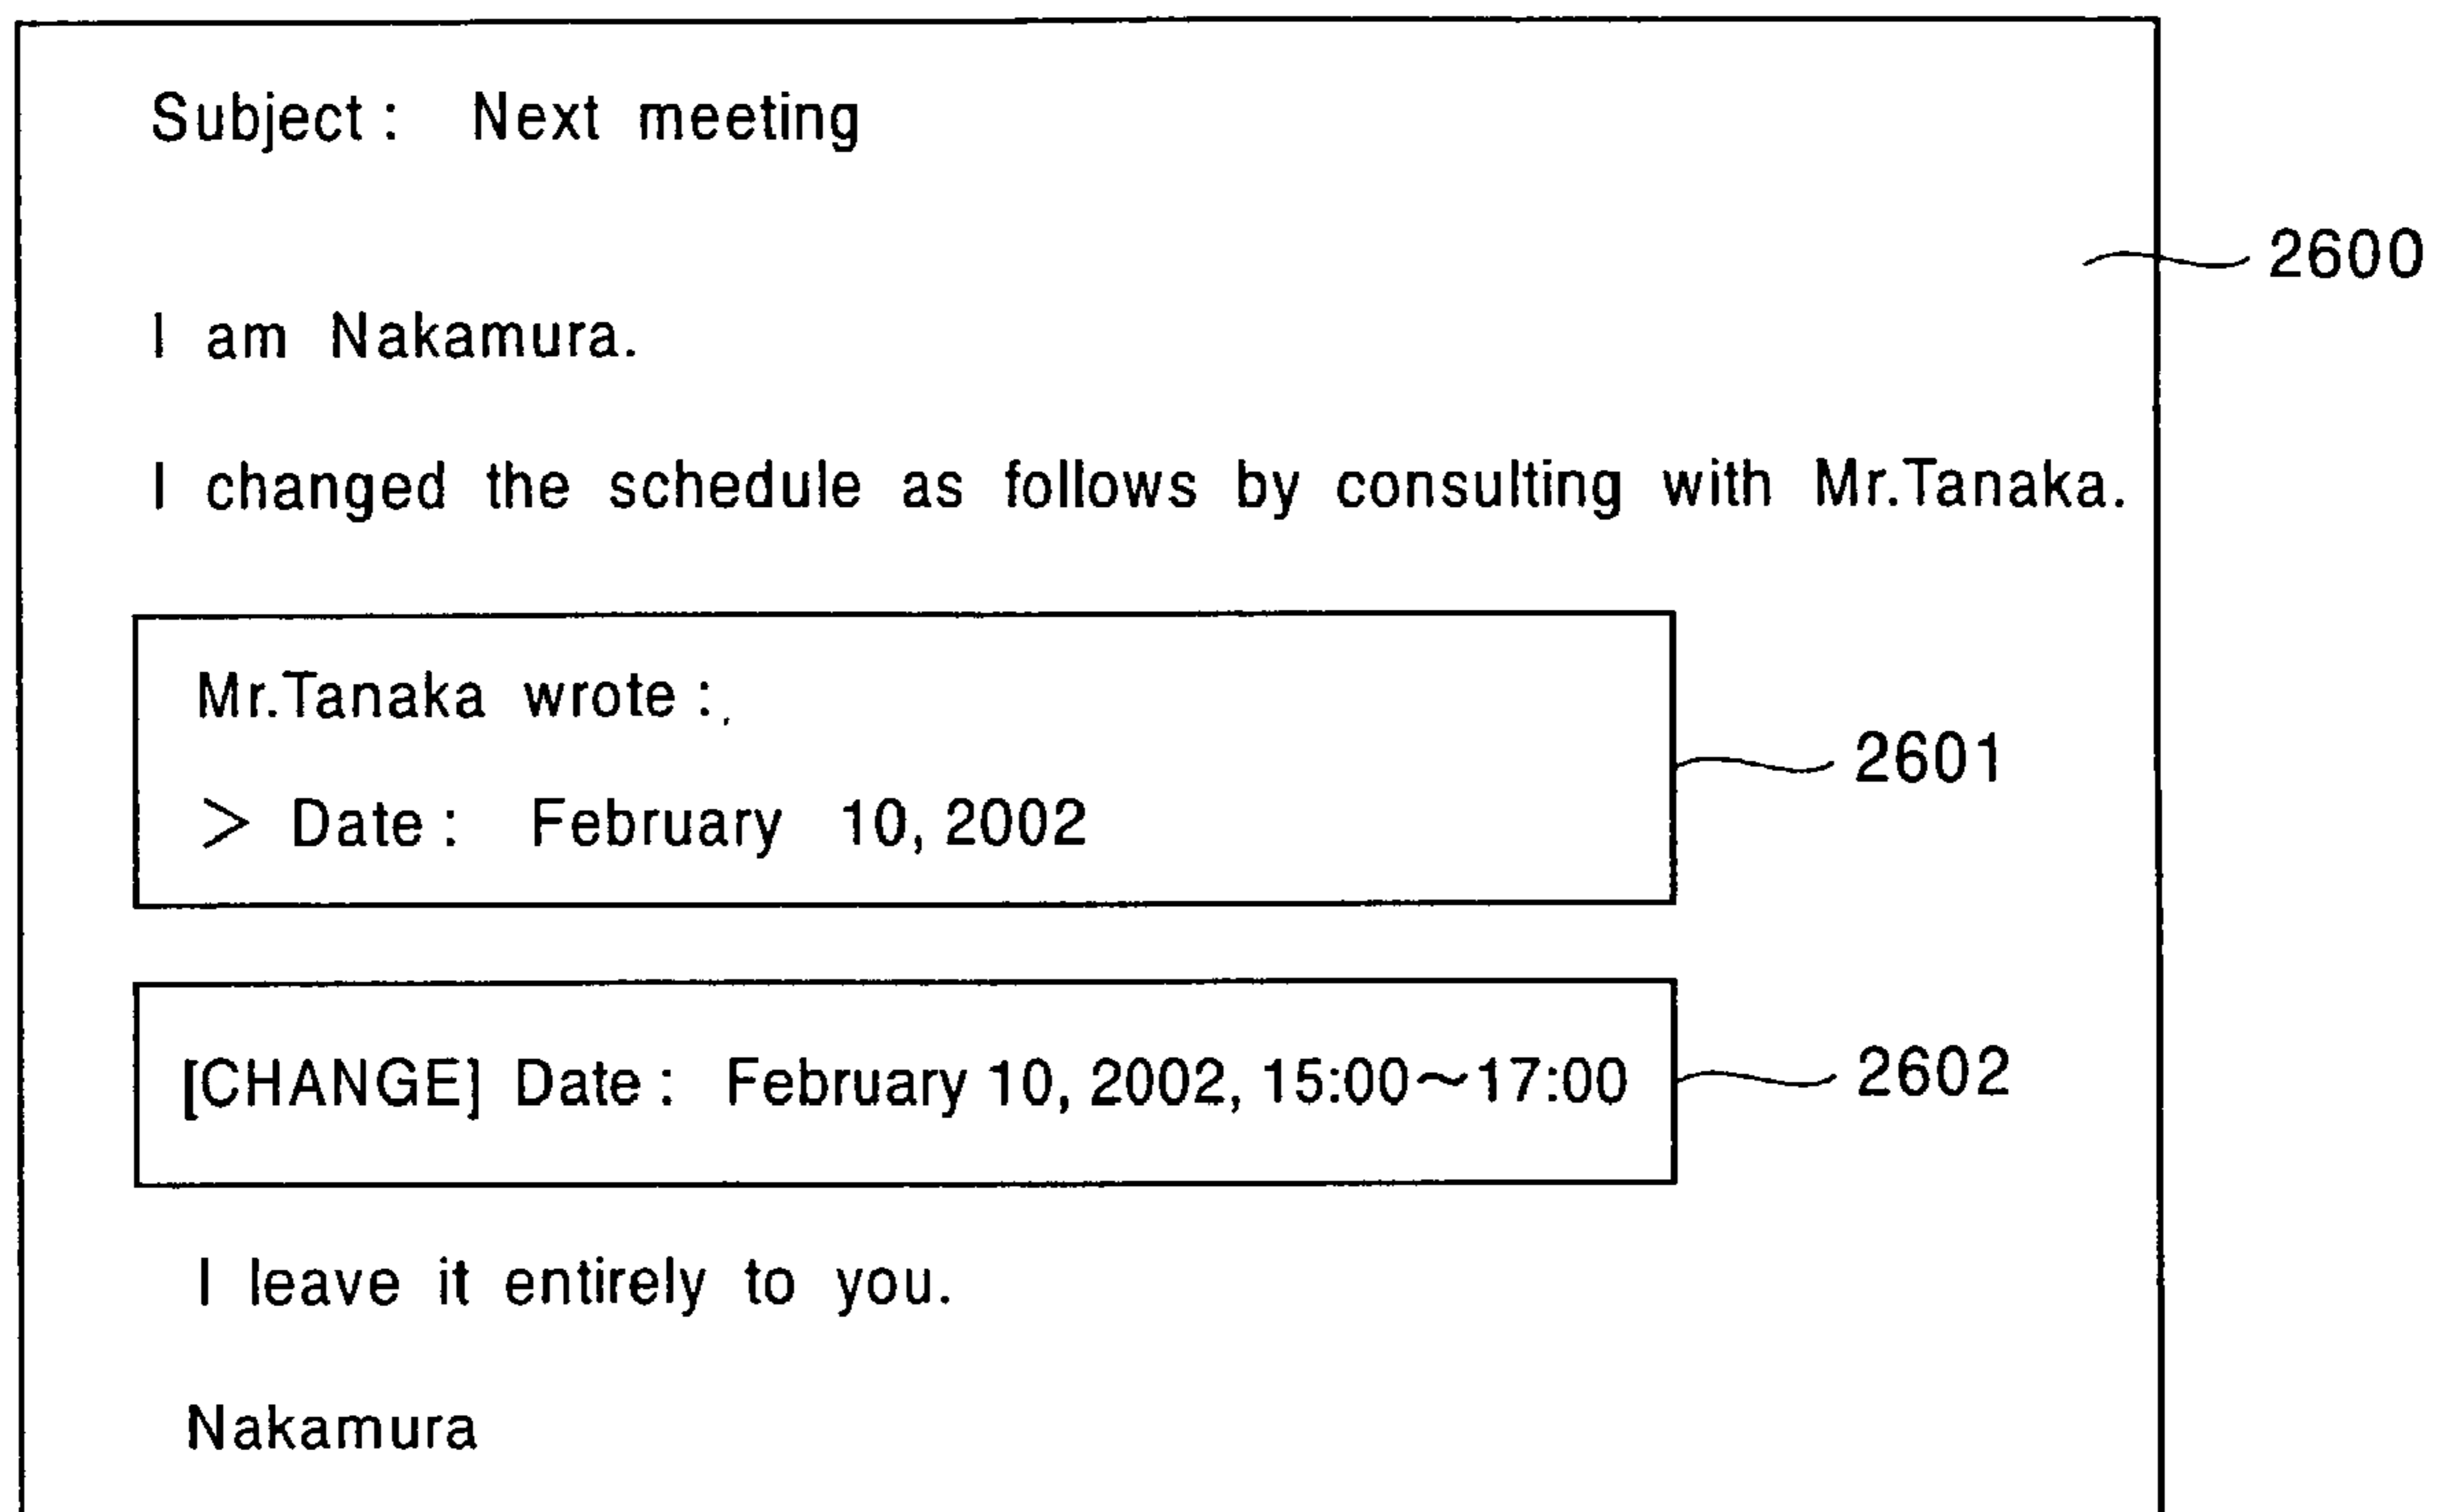 Subject : Next meeting
2600
I am Nakamura.
I changed the schedule as follows by consulting with Mr.Tanaka.
Mr.Tanaka wrote :
2601
> Date : February 10, 2002
[CHANGE] Date : February 10, 2002, 15:00～17:00
2602
I leave it entirely to you.
Nakamura